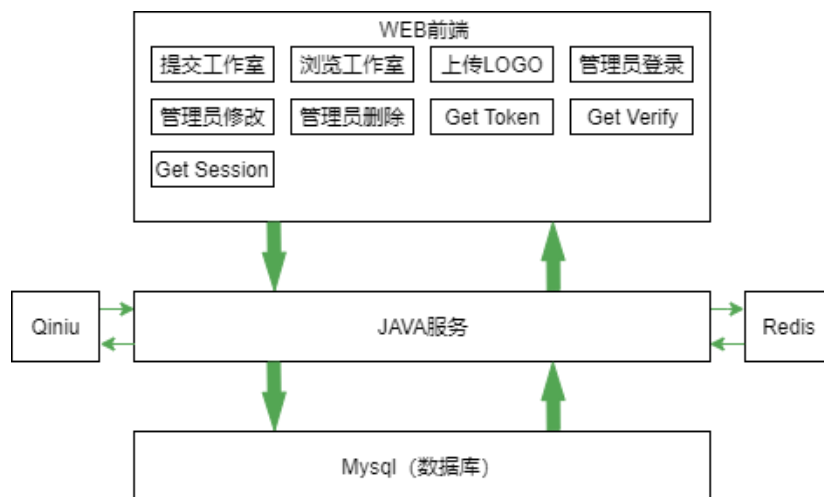 WEB前端
提交工作室 浏览工作室 上传LOGO 管理员登录
管理员修改 管理员删除 Get Token Get Verify
Get Session
Qiniu JAVA服务 Redis
Mysql（数据库）